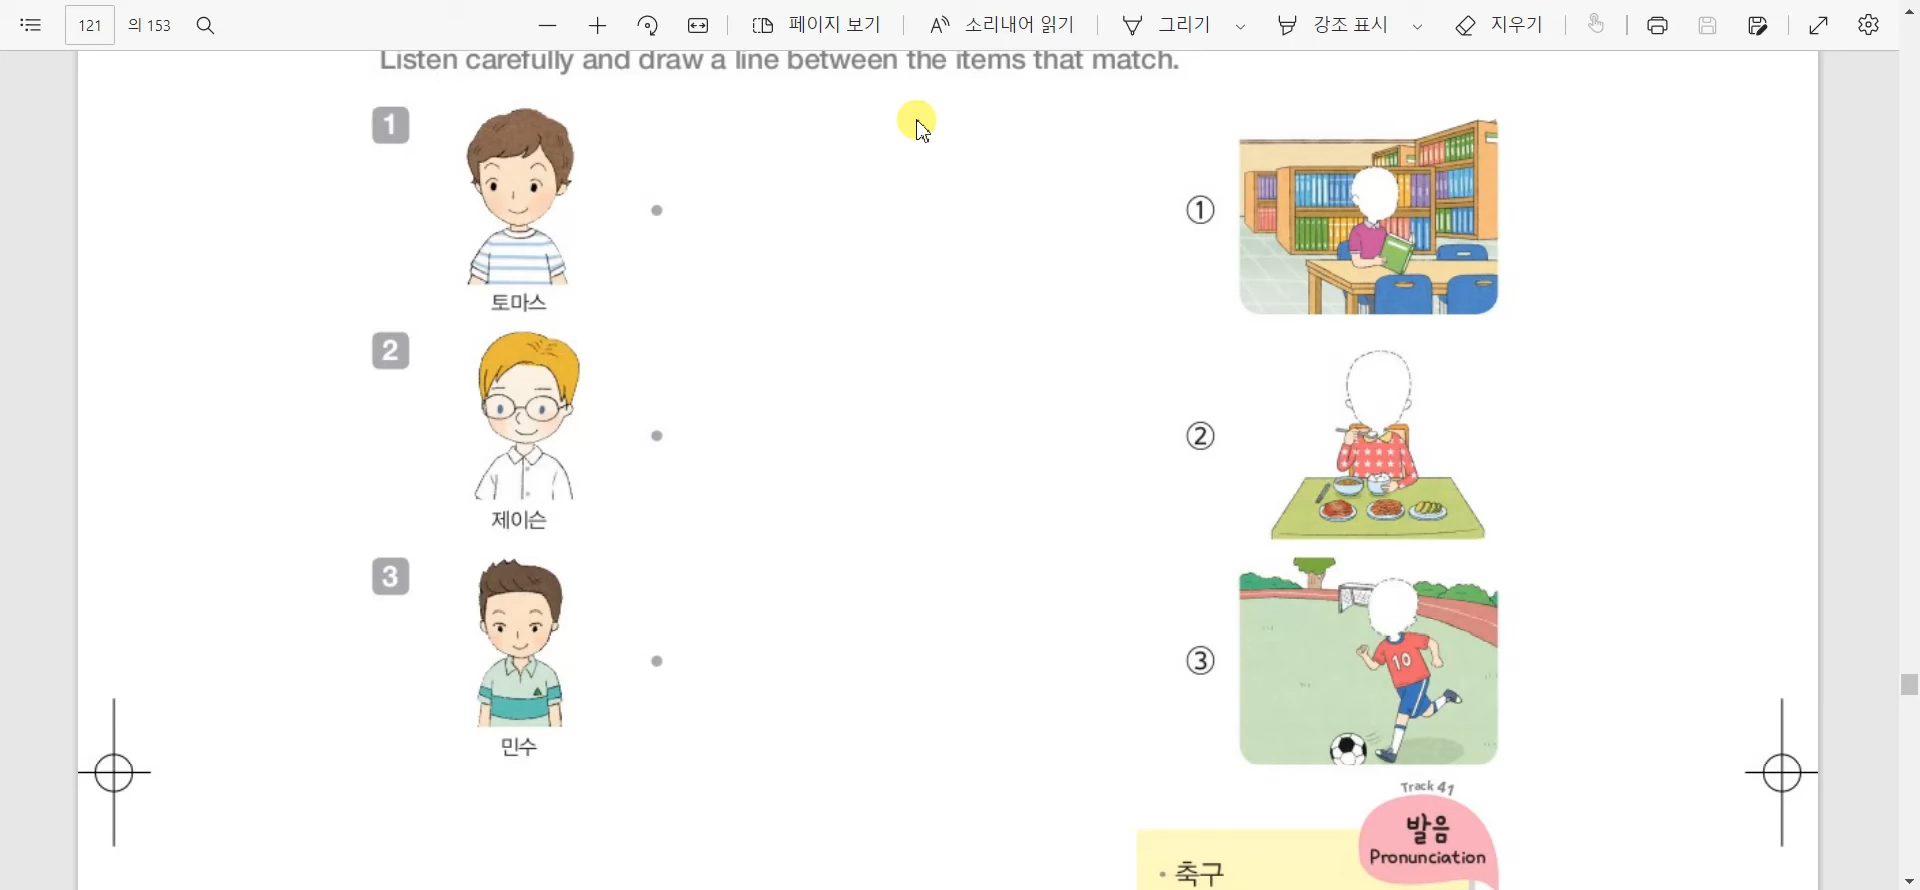 121 의 153 페이지 보기 소리내어 읽기 그리기 강조 표시 지우기
Listen carefully and draw a line between the items that match.
1
토마스
①
2
제이슨
②
3
민수
③
10
Track 41
발음
Pronunciation
• 축구